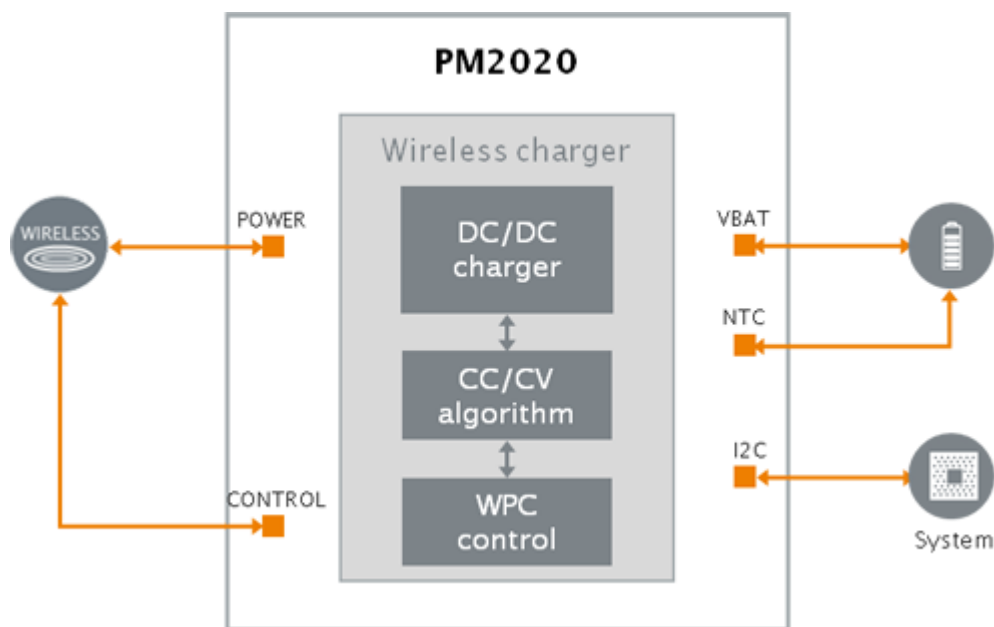 PM2020
Wireless charger
WIRELESS
POWER
DC/DC
charger
VBAT
NTC
CC/CV
algorithm
I2C
CONTROL
WPC
control
System